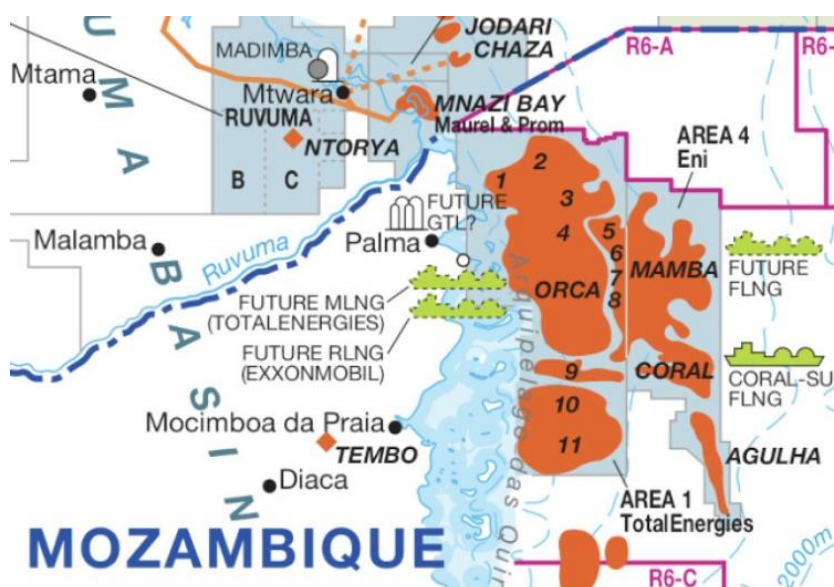 JODARI
CHAZA
R6-A
MADIMBA
Mtama
Mtwara
RUVUMA
MNAZI BAY
Maurel & Prom
NTORYA
AREA 4
Eni
B
C
1
2
3
4
5
6
7
8
FUTURE
GTL?
Palma
Malamba
Ruvuma
ORCA
MAMBA
FUTURE
FLNG
FUTURE MLNG
(TOTALENERGIES)
FUTURE RLNG
(EXXONMOBIL)
9
CORAL
CORAL-SU
FLNG
10
11
Mocimboa da Praia
TEMBO
Diaca
AGULHA
AREA 1
TotalEnergies
Arquipelago das Quir
UMA
BASIN
MOZAMBIQUE
R6-C
2000m